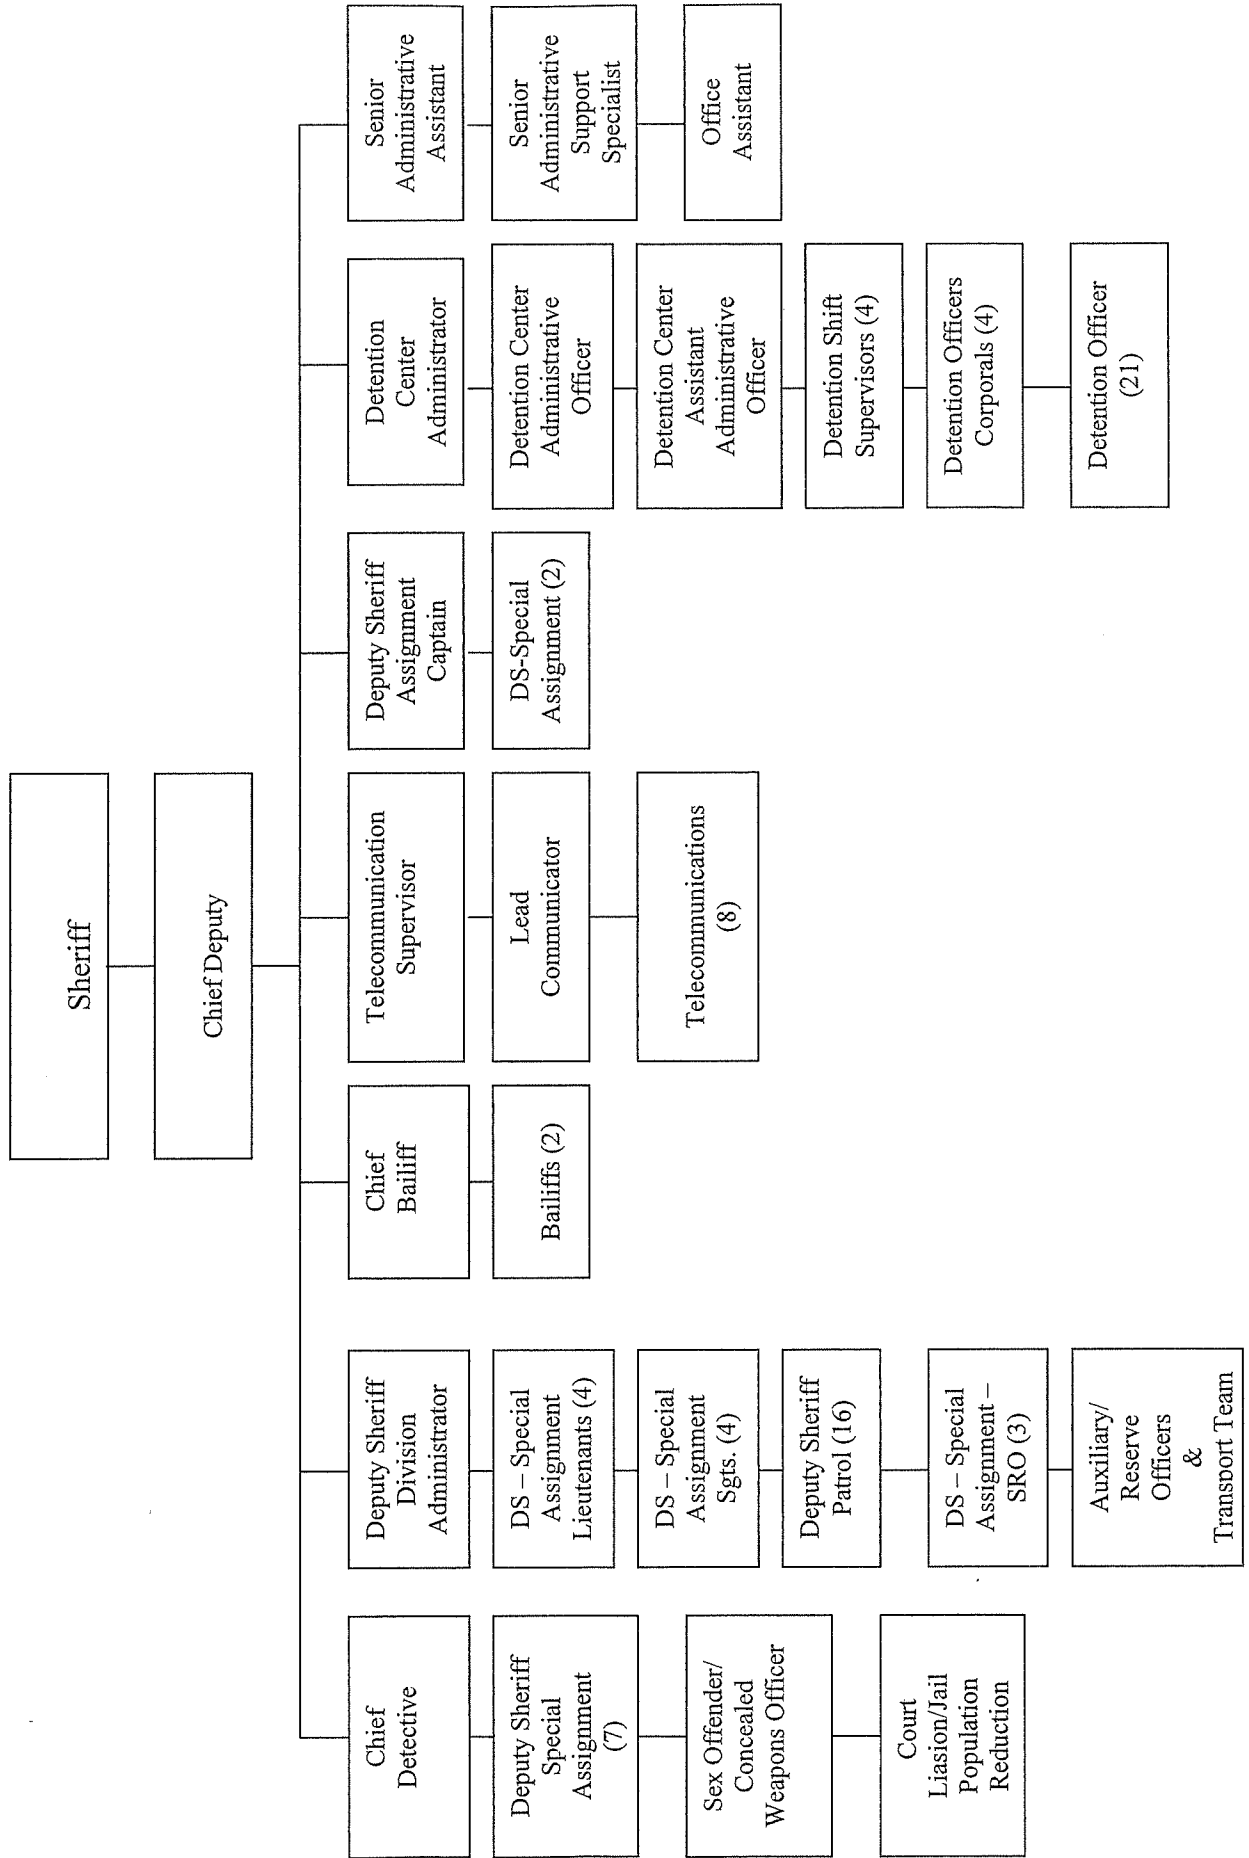 Sheriff
Chief Deputy
Chief
Detective
Deputy Sheriff
Special
Assignment
(7)
Sex Offender/
Concealed
Weapons Officer
Court
Liasion/Jail
Population
Reduction
Deputy Sheriff
Division
Administrator
DS – Special
Assignment
Lieutenants (4)
DS – Special
Assignment
Sgts. (4)
Deputy Sheriff
Patrol (16)
DS – Special
Assignment –
SRO (3)
Auxiliary/
Reserve
Officers
&
Transport Team
Chief
Bailiff
Bailiffs (2)
Telecommunication
Supervisor
Lead
Communicator
Telecommunications
(8)
Deputy Sheriff
Assignment
Captain
DS-Special
Assignment (2)
Detention
Center
Administrator
Detention Center
Administrative
Officer
Detention Center
Assistant
Administrative
Officer
Detention Shift
Supervisors (4)
Detention Officers
Corporals (4)
Detention Officer
(21)
Senior
Administrative
Assistant
Senior
Administrative
Support
Specialist
Office
Assistant